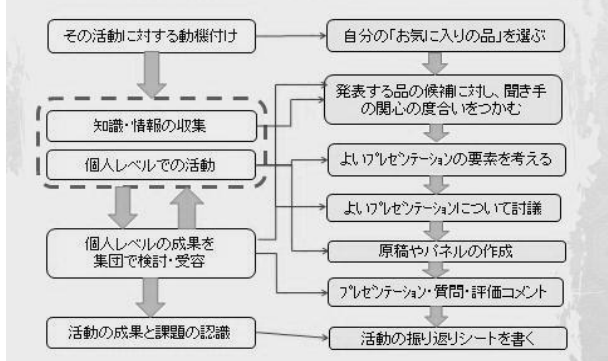 その活動に対する動機付け
知識・情報の収集
個人レベルでの活動
個人レベルの成果を
集団で検討・受容
活動の成果と課題の認識
自分の「お気に入りの品」を選ぶ
発表する品の候補に対し、聞き手
の関心の度合いをつかむ
よいプレゼンテーションの要素を考える
よいプレゼンテーションについて討議
原稿やパネルの作成
プレゼンテーション・質問・評価コメント
活動の振り返りシートを書く